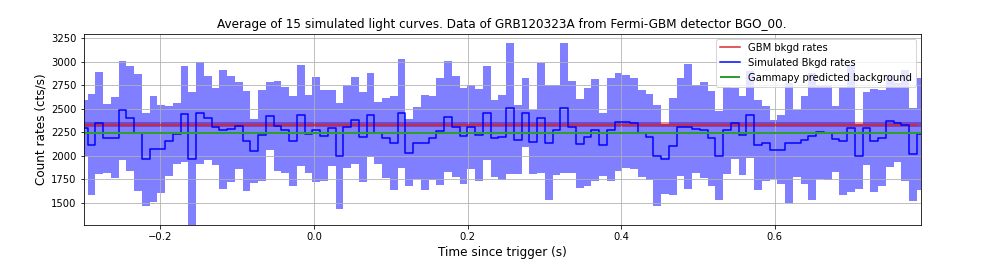 Average of 15 simulated light curves. Data of GRB120323A from Fermi-GBM detector BGO_00.
Count rates (cts/s)
3250
3000
2750
2500
2250
2000
1750
1500
GBM bkgd rates
Simulated Bkgd rates
Gammapy predicted background
−0.2 0.0 0.2 0.4 0.6
Time since trigger (s)